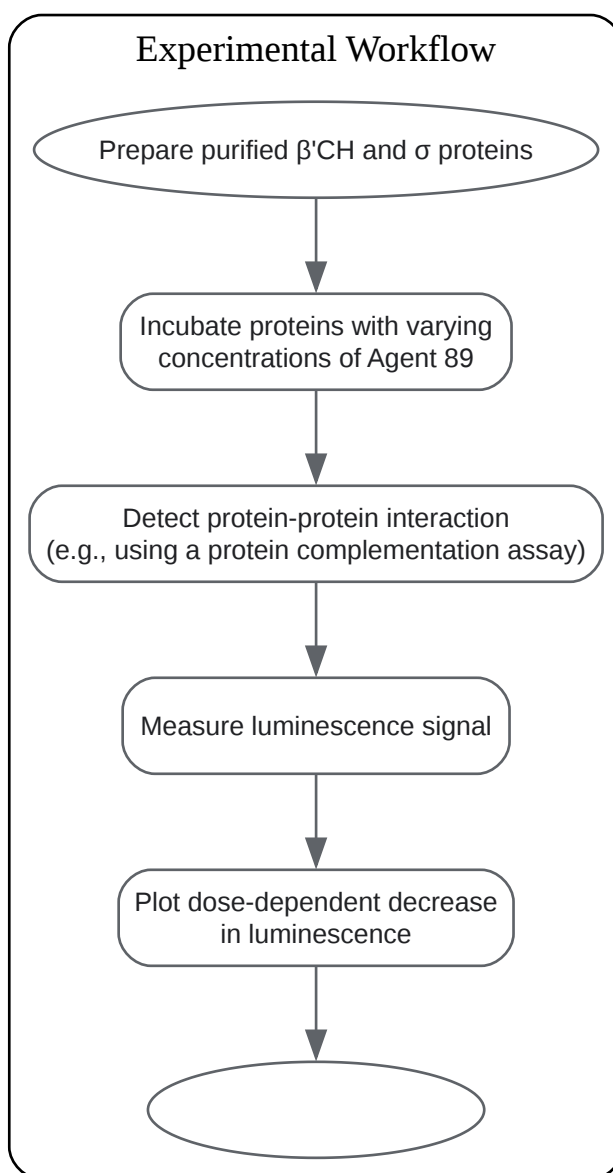 Experimental Workflow
Prepare purified β'CH and σ proteins
Incubate proteins with varying
concentrations of Agent 89
Detect protein-protein interaction
(e.g., using a protein complementation assay)
Measure luminescence signal
Plot dose-dependent decrease
in luminescence